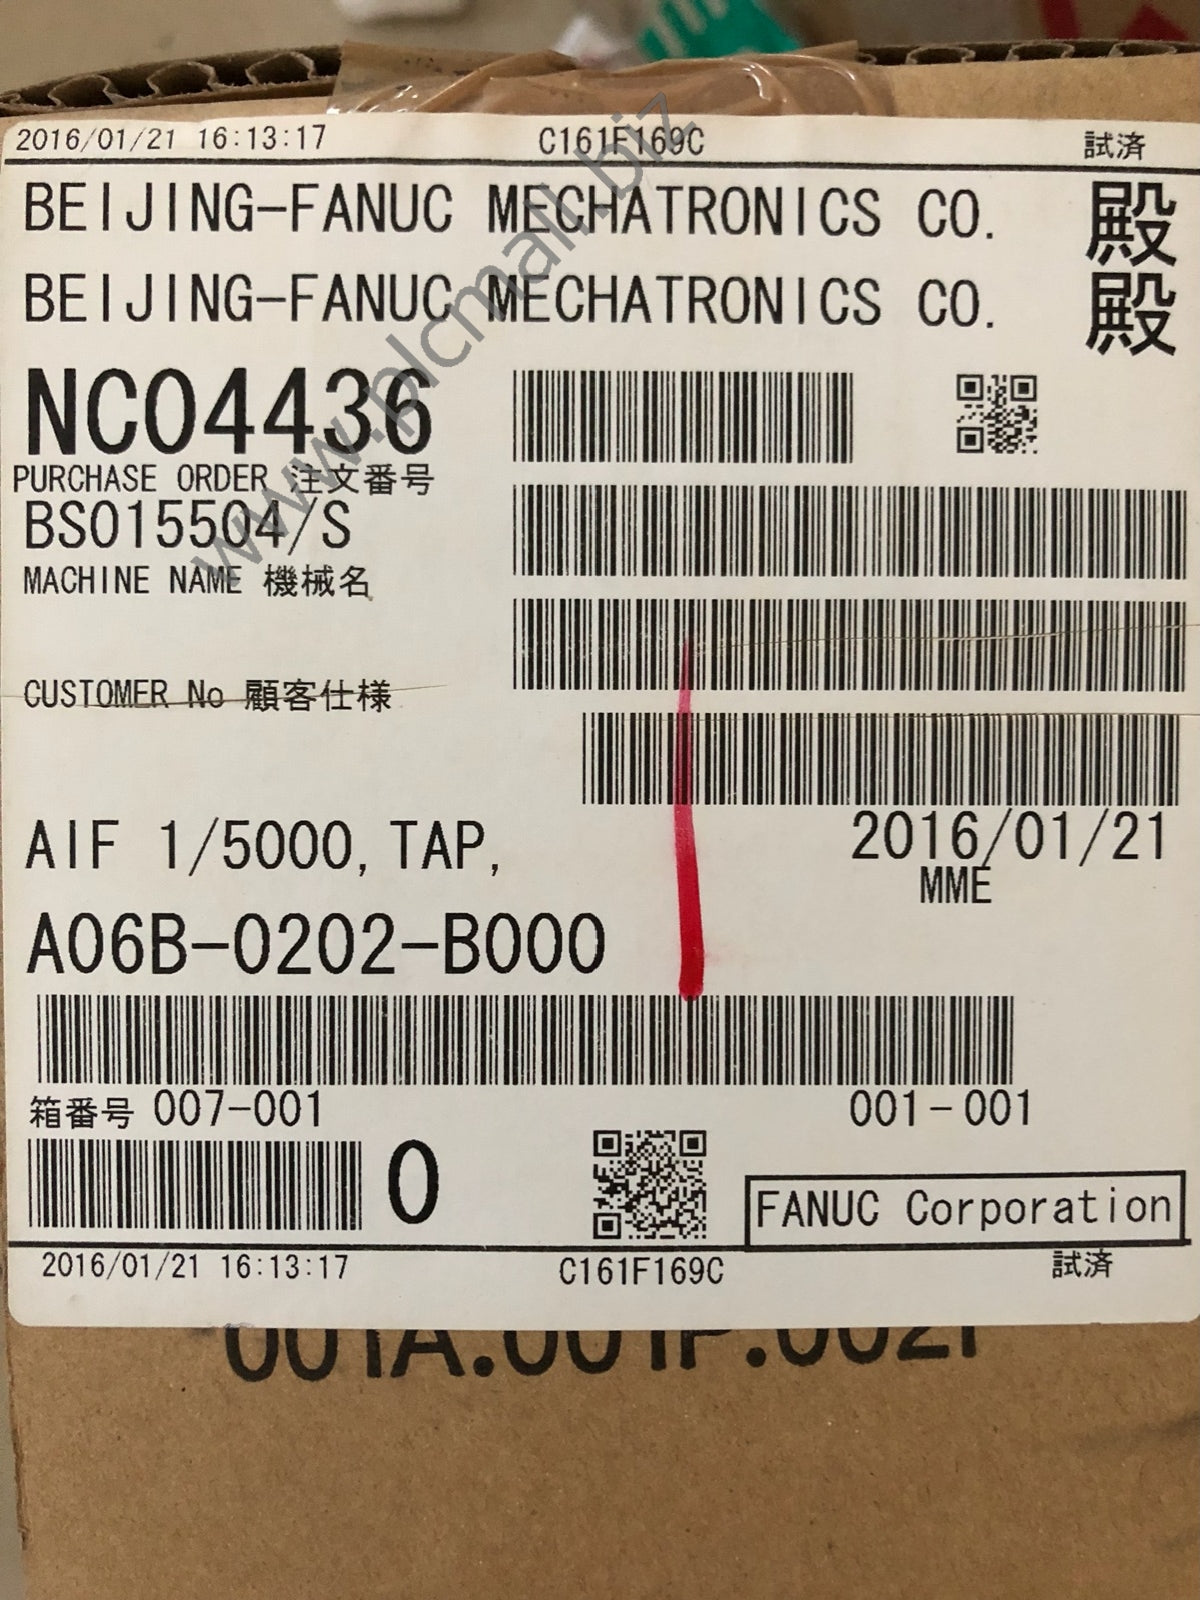 2016/01/21 16:13:17 C161F169C 試済
BEIJING-FANUC MECHATRONICS CO. 殿
BEIJING-FANUC MECHATRONICS CO. 殿
NC04436
PURCHASE ORDER 注文番号
BS015504/S
MACHINE NAME 機械名
CUSTOMER No 顧客仕様
AIF 1/5000,TAP, 2016/01/21
MME
A06B-0202-B000
箱番号 007-001 001-001
0
FANUC Corporation
2016/01/21 16:13:17 C161F169C 試済
www.plcmall.biz